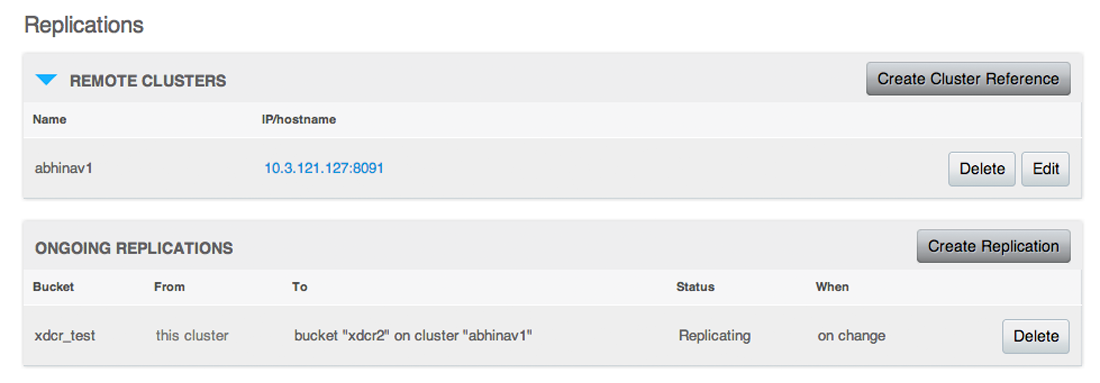 Replications
REMOTE CLUSTERS Create Cluster Reference
Name IP/hostname
abhinav1 10.3.121.127:8091 Delete Edit
ONGOING REPLICATIONS Create Replication
Bucket From To Status When
xdcr_test this cluster bucket "xdcr2" on cluster "abhinav1" Replicating on change Delete